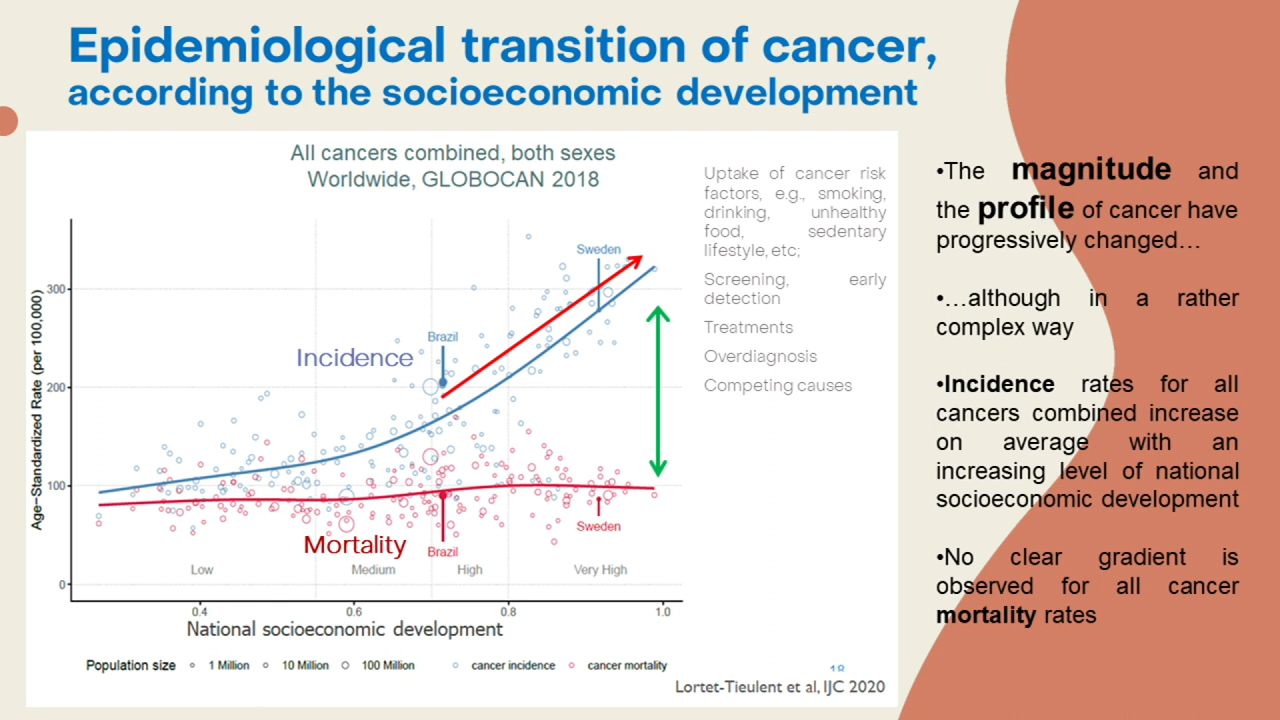 Epidemiological transition of cancer,
according to the socioeconomic development
All cancers combined, both sexes
Worldwide, GLOBOCAN 2018
Age-Standardized Rate (per 100,000)
300
200
100
0
Incidence
Brazil
Sweden
Mortality
Brazil
Sweden
Low
Medium
High
Very High
0.4
0.6
0.8
1.0
National socioeconomic development
Population size
1 Million
10 Million
100 Million
cancer incidence
cancer mortality
Uptake of cancer risk
factors, e.g., smoking,
drinking, unhealthy
food, sedentary
lifestyle, etc;
Screening, early
detection
Treatments
Overdiagnosis
Competing causes
18
Lortet-Tieulent et al, IJC 2020
•The magnitude and
the profile of cancer have
progressively changed…
•…although in a rather
complex way
•Incidence rates for all
cancers combined increase
on average with an
increasing level of national
socioeconomic development
•No clear gradient is
observed for all cancer
mortality rates